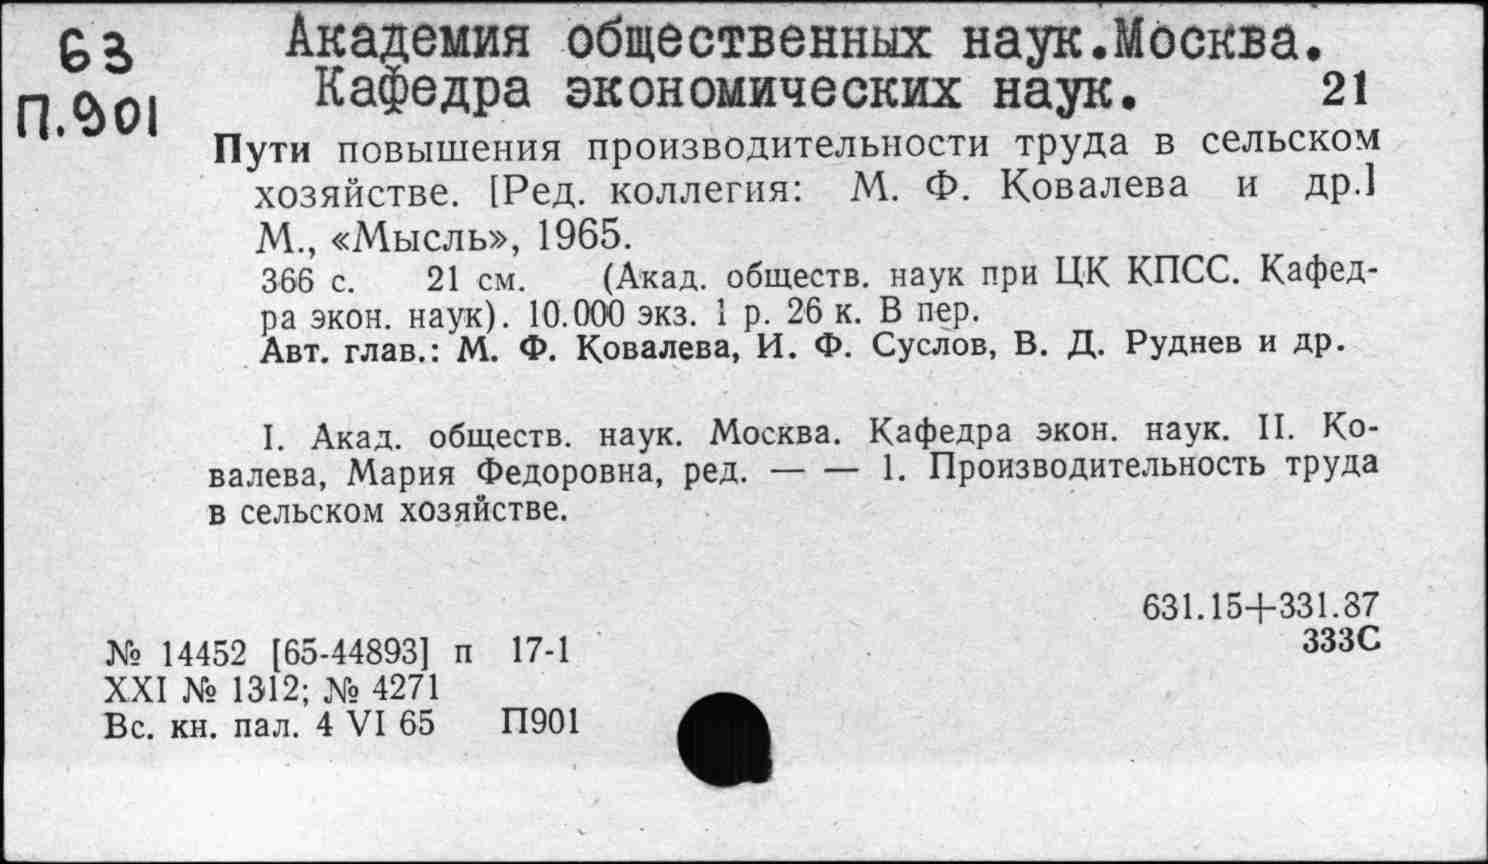 63 Академия общественных наук.Москва.
П.901 Кафедра экономических наук. 21
Пути повышения производительности труда в сельском
хозяйстве. [Ред. коллегия: М. Ф. Ковалева и др.]
М., «Мысль», 1965.
366 с. 21 см. (Акад. обществ. наук при ЦК КПСС. Кафед-
ра экон. наук). 10.000 экз. 1 р. 26 к. В пер.
Авт. глав.: М. Ф. Ковалева, И. Ф. Суслов, В. Д. Руднев и др.
I. Акад. обществ. наук. Москва. Кафедра экон. наук. II. Ко-
валева, Мария Федоровна, ред. — — 1. Производительность труда
в сельском хозяйстве.
631.15+331.87
333С
№ 14452 [65-44893] п 17-1
XXI № 1312; № 4271
Вс. кн. пал. 4 VI 65 П901